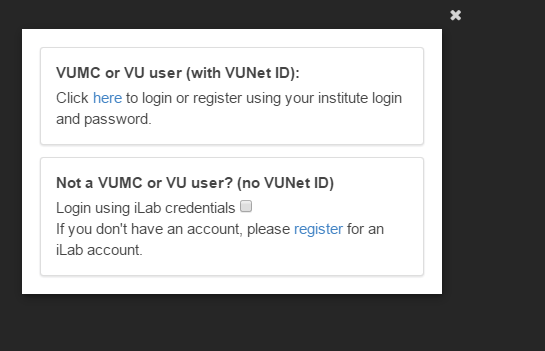 VUMC or VU user (with VUNet ID):
Click here to login or register using your institute login
and password.
Not a VUMC or VU user? (no VUNet ID)
Login using iLab credentials
If you don't have an account, please register for an
iLab account.